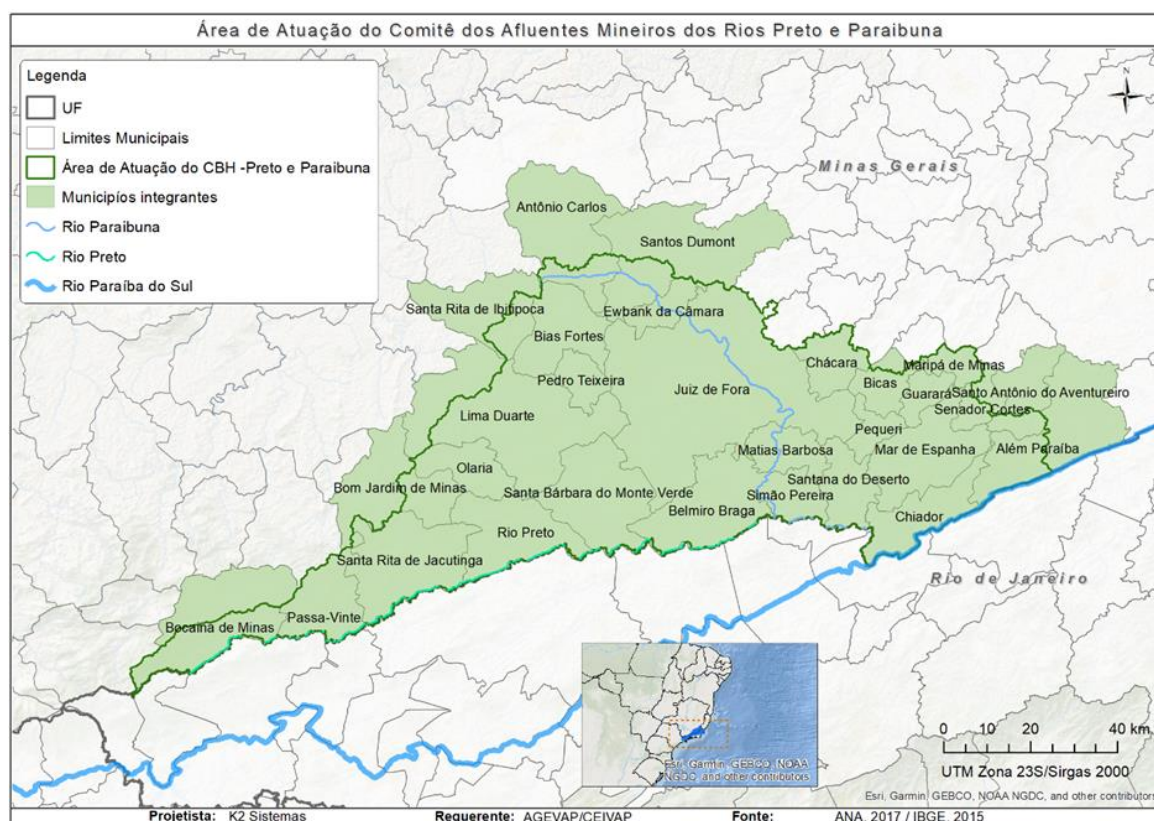 Área de Atuação do Comitê dos Afluentes Mineiros dos Rios Preto e Paraibuna
Legenda
UF
Limites Municipais
Área de Atuação do CBH -Preto e Paraibuna
Municipíos integrantes
Rio Paraibuna
Rio Preto
Rio Paraíba do Sul
N
Minas Gerais
Antônio Carlos
Santos Dumont
Santa Rita de Ibitipoca
Ewbank da Câmara
Bias Fortes
Chácara
Maripá de Minas
Pedro Teixeira
Juiz de Fora
Bicas
Guarará
Santo Antônio do Aventureiro
Senador Cortes
Lima Duarte
Pequeri
Matias Barbosa
Mar de Espanha
Além Paraíba
Olaria
Santana do Deserto
Bom Jardim de Minas
Santa Bárbara do Monte Verde
Simão Pereira
Belmiro Braga
Chiador
Rio Preto
Santa Rita de Jacutinga
Rio de Janeiro
Passa-Vinte
Bocaina de Minas
Esri, Garmin, GEBCO, NOAA
NGDC, and other contributors
0 10 20 40 km
UTM Zona 23S/Sirgas 2000
Esri, Garmin, GEBCO, NOAA NGDC, and other contributors
Projetista: K2 Sistemas Requerente: AGEVAP/CEIVAP Fonte: ANA, 2017 / IBGE, 2015